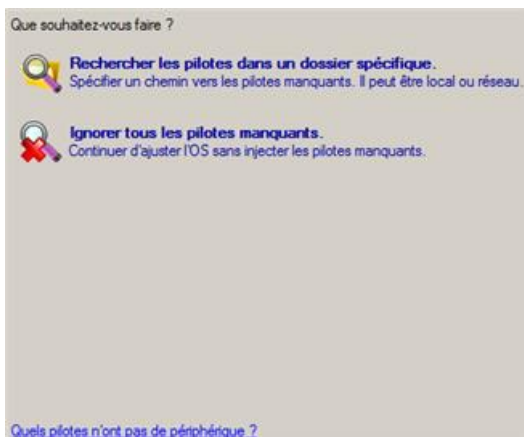 Que souhaitez-vous faire ?
Rechercher les pilotes dans un dossier spécifique.
Spécifier un chemin vers les pilotes manquants. Il peut être local ou réseau.
Ignorer tous les pilotes manquants.
Continuer d'ajuster l'OS sans injecter les pilotes manquants.
Quels pilotes n'ont pas de périphérique ?